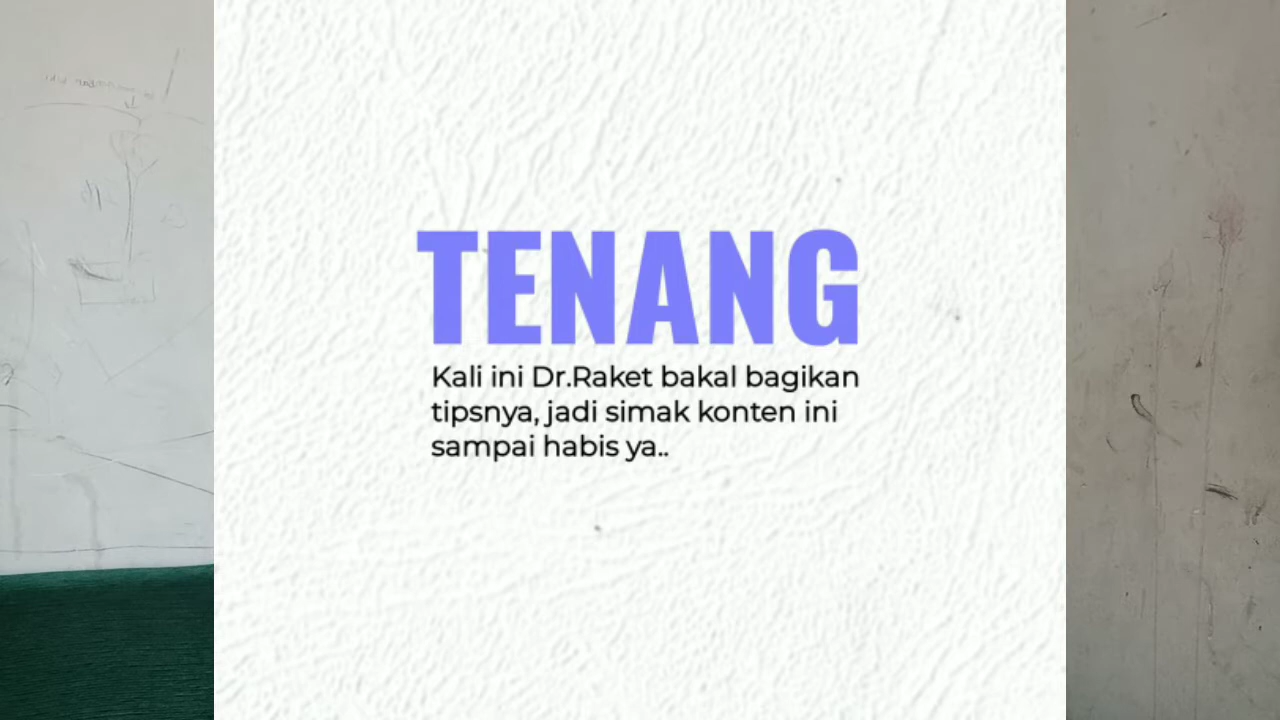 TENANG
Kali ini Dr.Raket bakal bagikan
tipsnya, jadi simak konten ini
sampai habis ya..